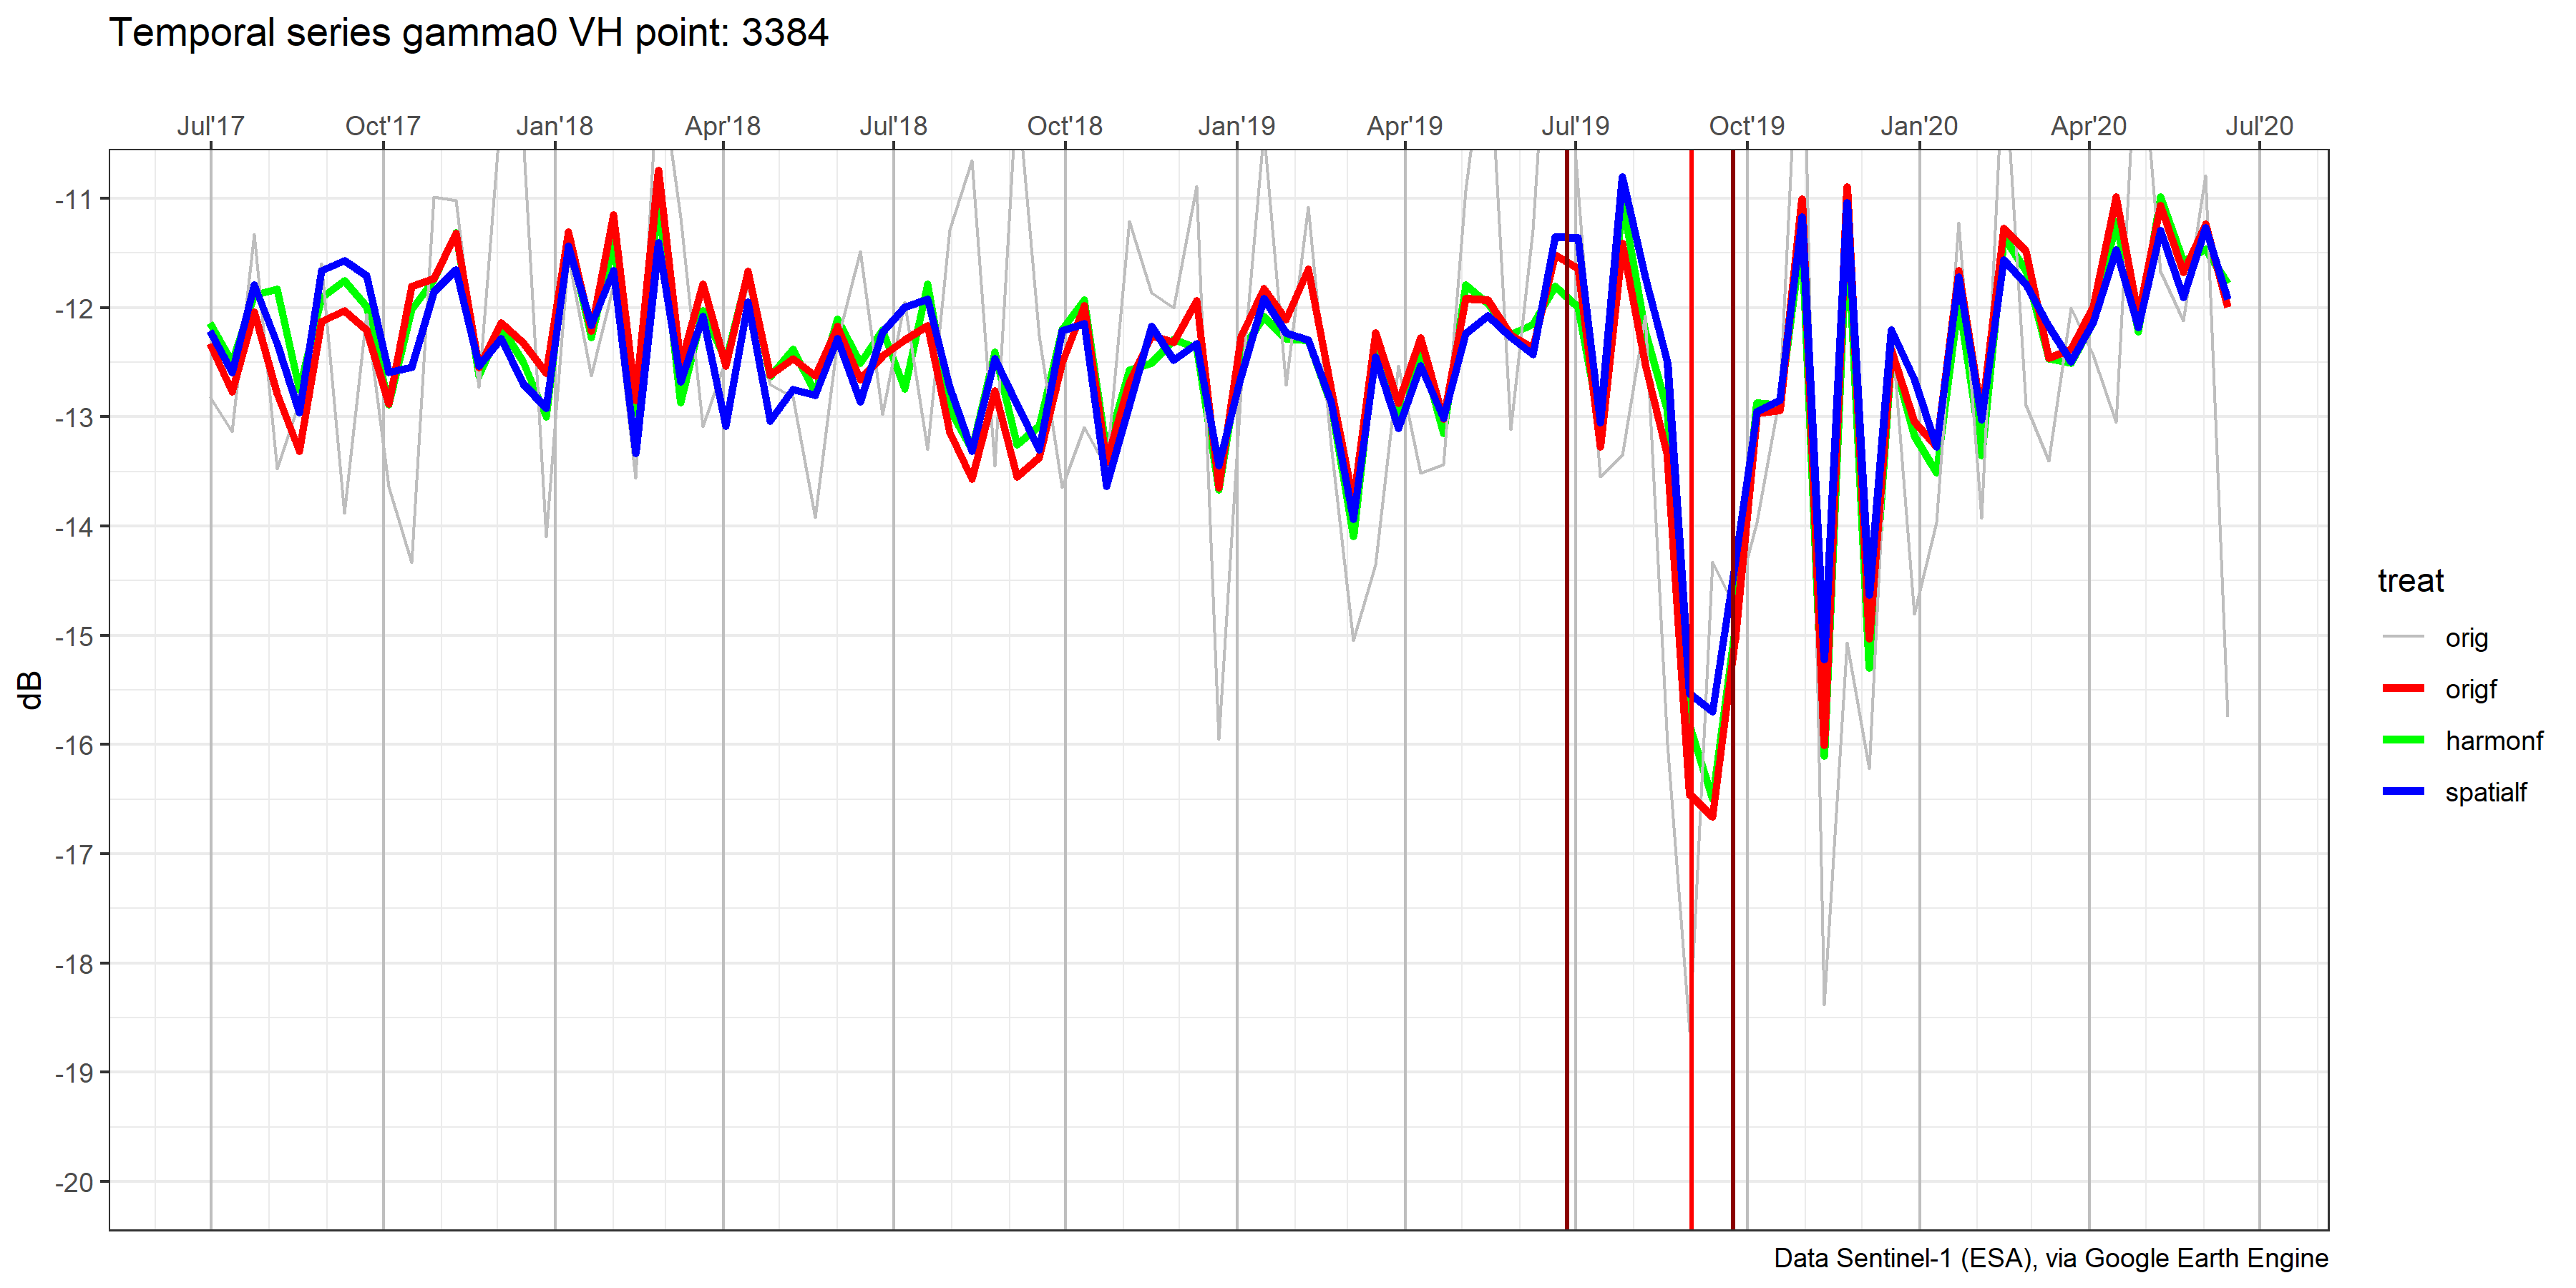 Temporal series gamma0 VH point: 3384
Jul'17 Oct'17 Jan'18 Apr'18 Jul'18 Oct'18 Jan'19 Apr'19 Jul'19 Oct'19 Jan'20 Apr'20 Jul'20
-11
-12
-13
-14
-15
-16
-17
-18
-19
-20
dB
treat
orig
origf
harmonf
spatialf
Data Sentinel-1 (ESA), via Google Earth Engine